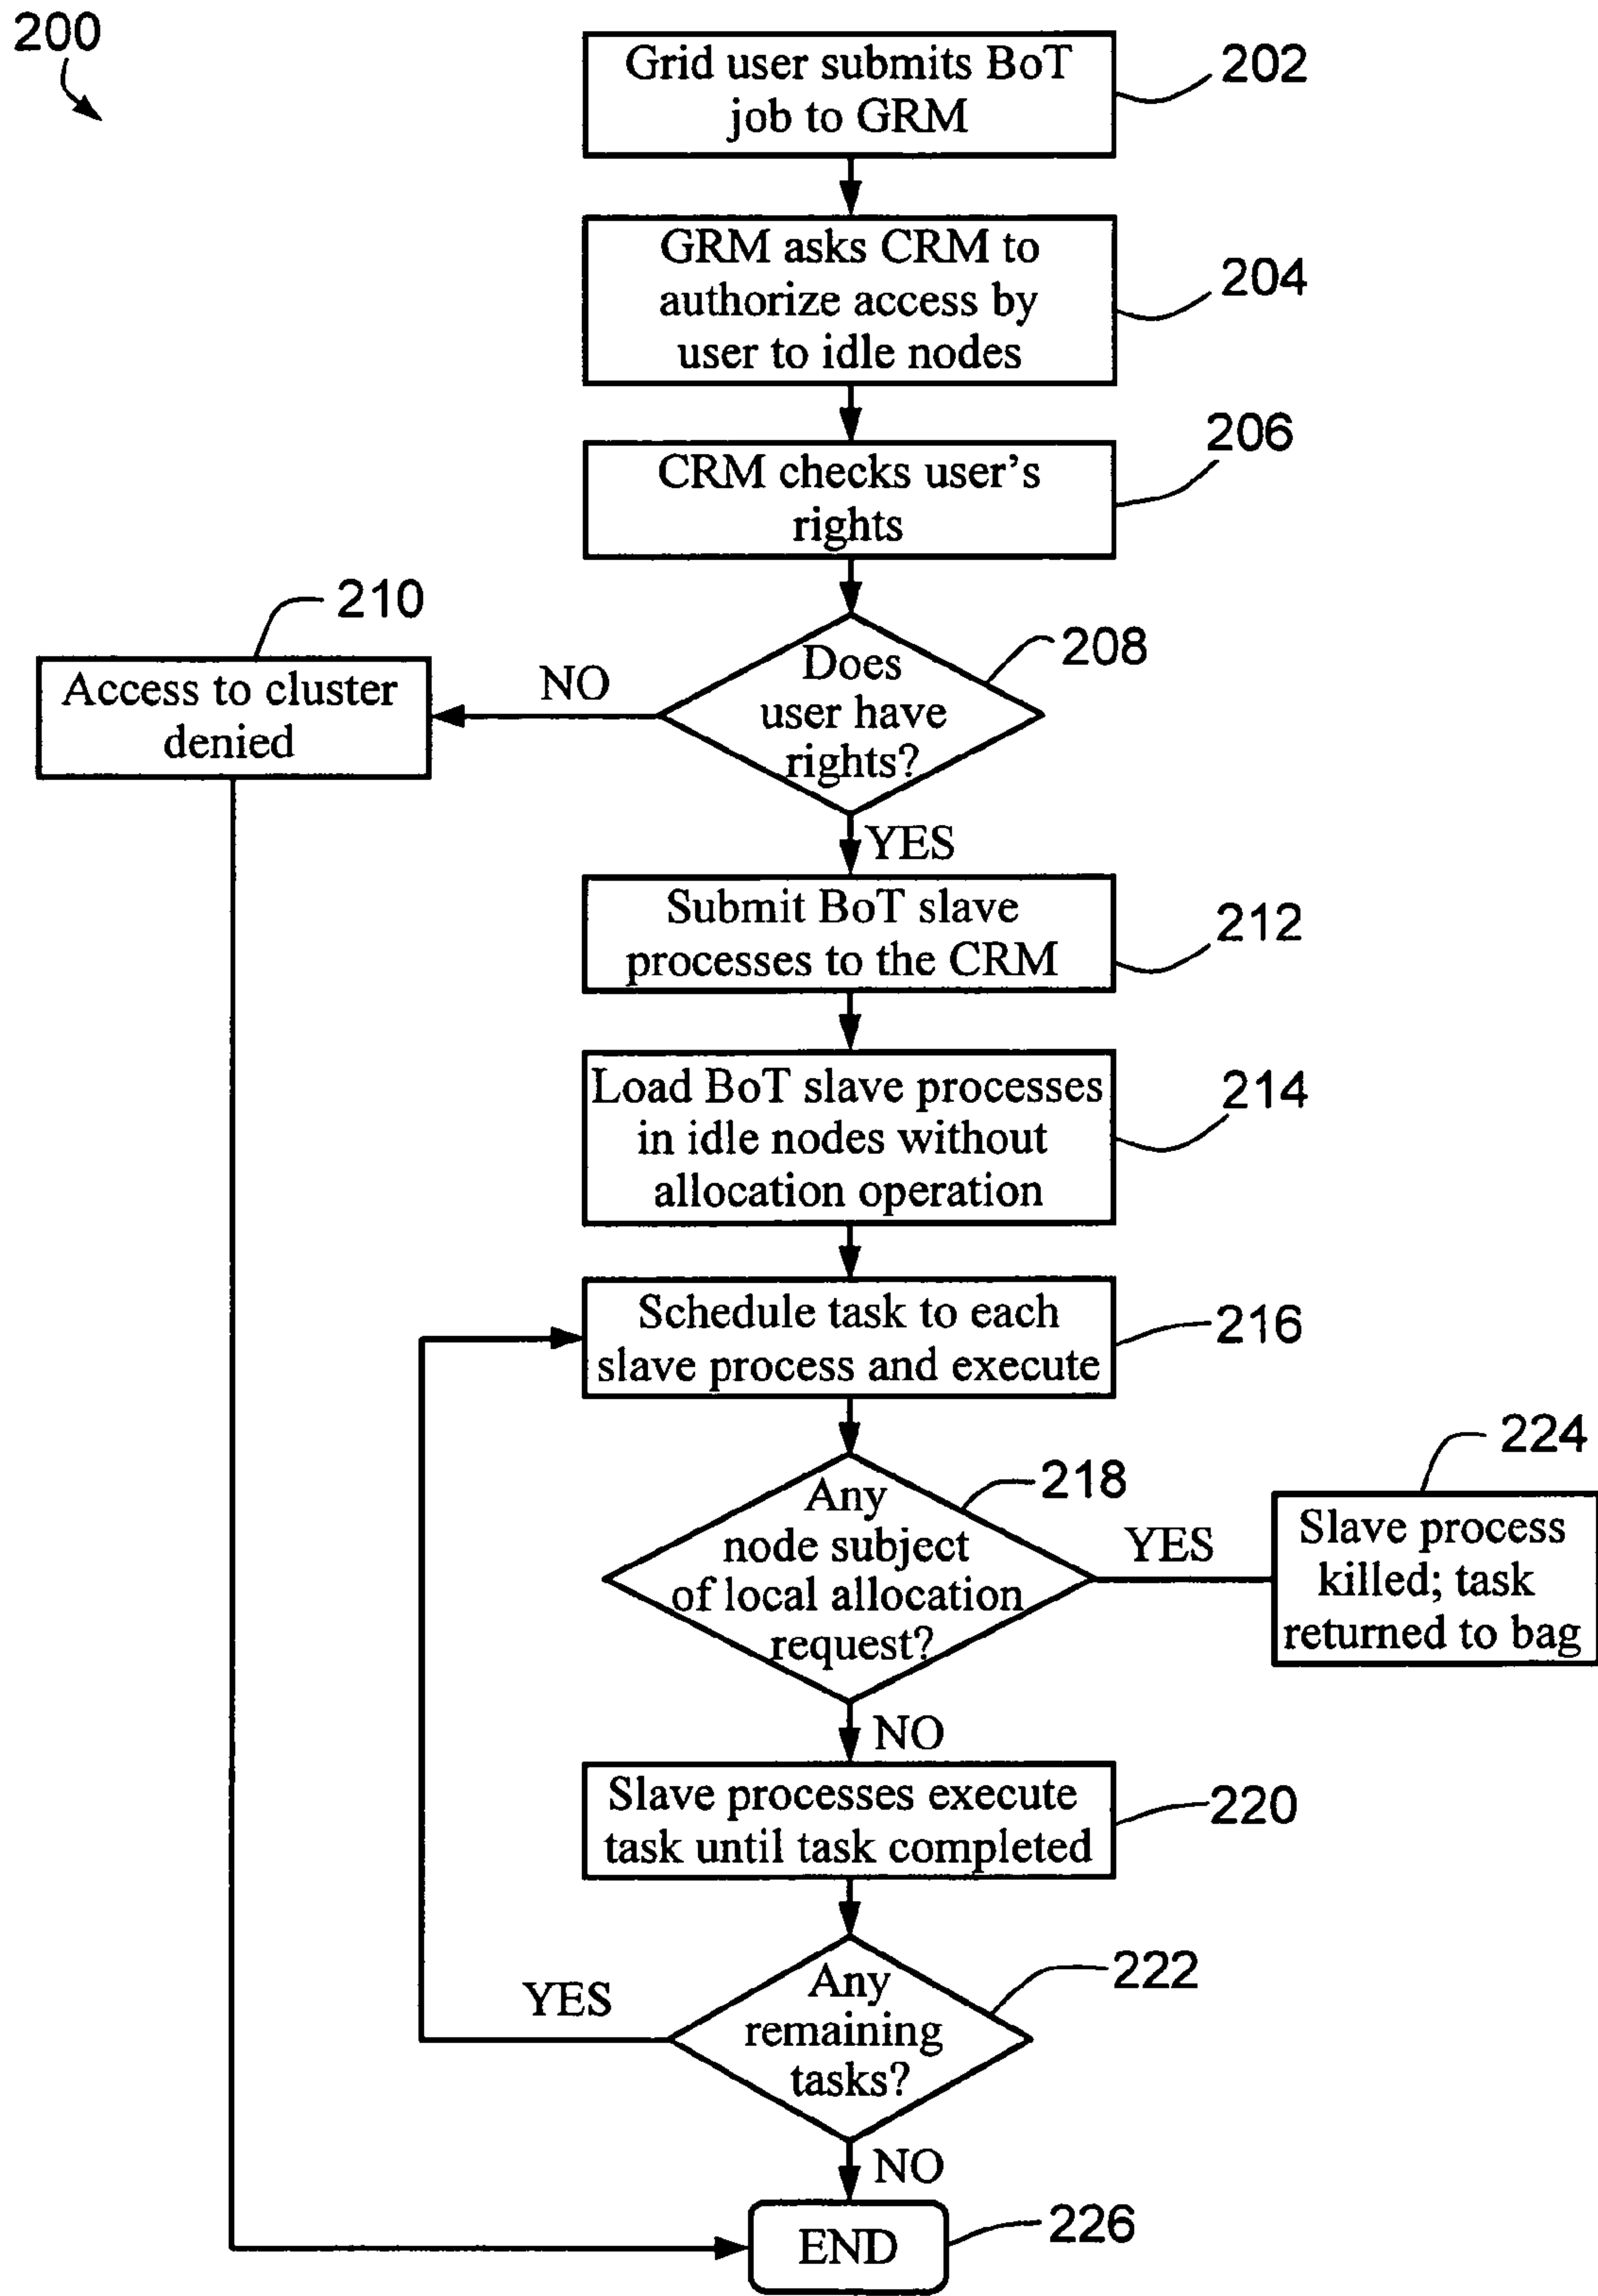 200
Grid user submits BoT
job to GRM
202
GRM asks CRM to
authorize access by
user to idle nodes
204
CRM checks user's
rights
206
Does
user have
rights?
208
NO
210
Access to cluster
denied
YES
Submit BoT slave
processes to the CRM
212
Load BoT slave processes
in idle nodes without
allocation operation
214
Schedule task to each
slave process and execute
216
Any
node subject
of local allocation
request?
218
YES
224
Slave process
killed; task
returned to bag
NO
Slave processes execute
task until task completed
220
Any
remaining
tasks?
222
YES
NO
END
226